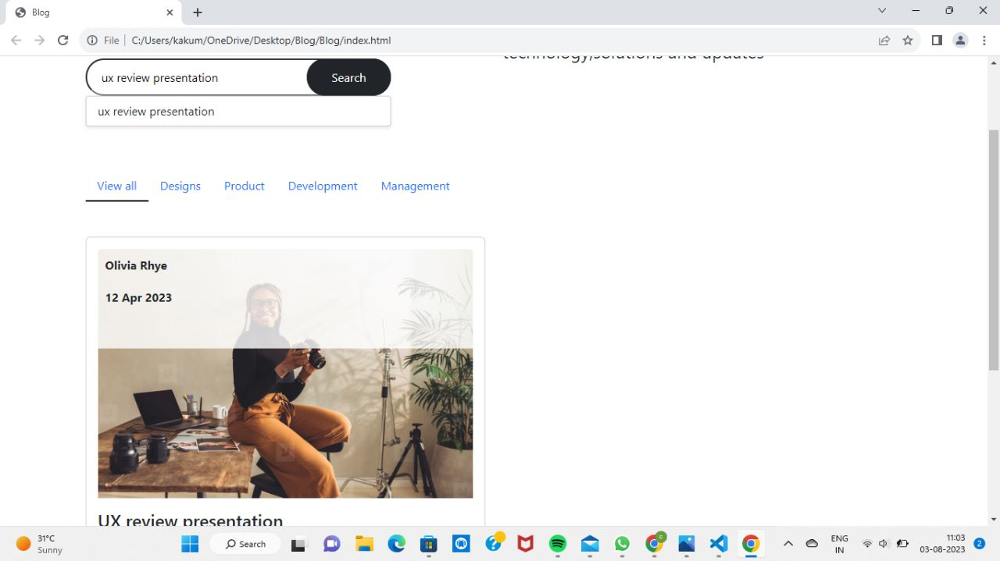 Blog
File
C:/Users/kakum/OneDrive/Desktop/Blog/Blog/index.html
technology,solutions and updates
ux review presentation
Search
ux review presentation
View all
Designs
Product
Development
Management
Olivia Rhye
12 Apr 2023
UX review presentation
31°C
Sunny
Search
C
ENG
IN
11:03
03-08-2023
2